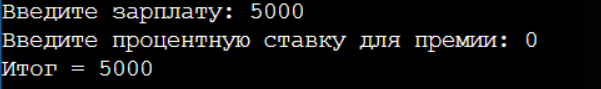 Введите зарплату: 5000
Введите процентную ставку для премии: 0
Итог = 5000